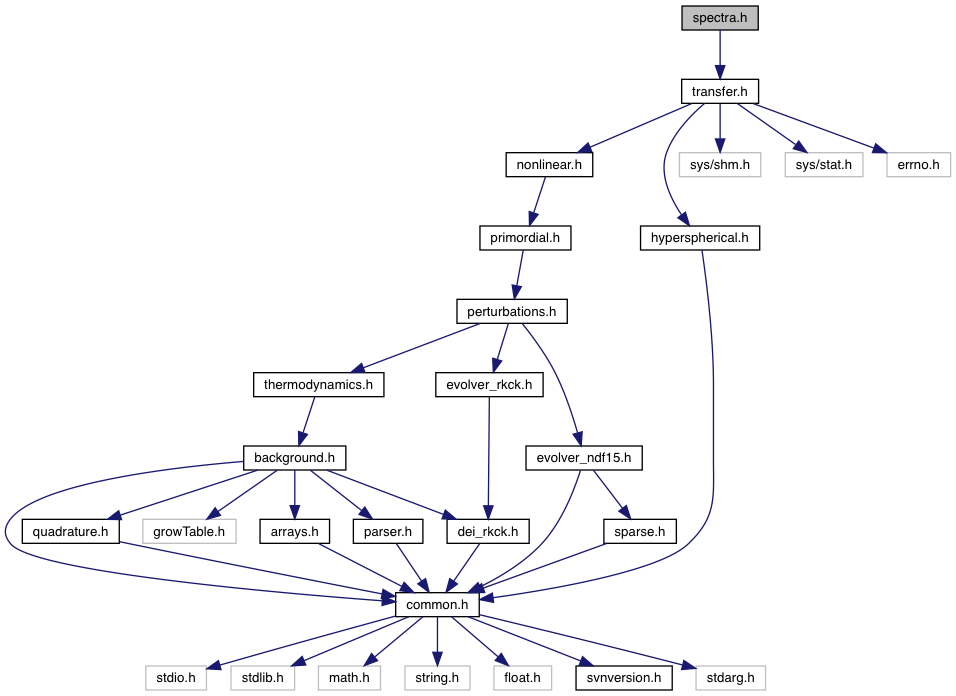 spectra.h
transfer.h
nonlinear.h
sys/shm.h
sys/stat.h
errno.h
primordial.h
hyperspherical.h
perturbations.h
thermodynamics.h
evolver_rkck.h
background.h
evolver_ndf15.h
quadrature.h
growTable.h
arrays.h
parser.h
dei_rkck.h
sparse.h
common.h
stdio.h
stdlib.h
math.h
string.h
float.h
svnversion.h
stdarg.h